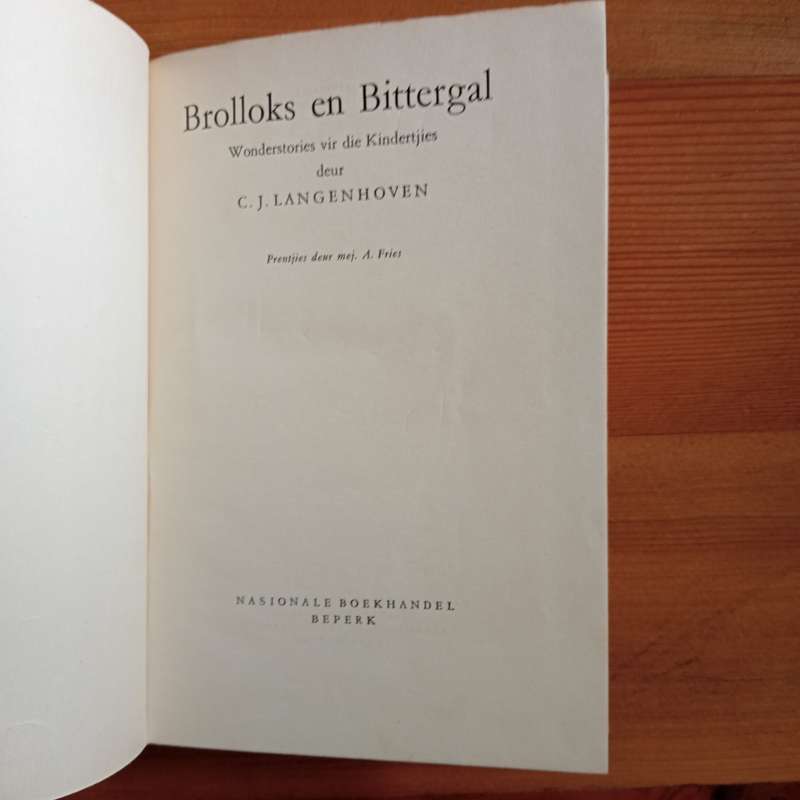 Brolloks en Bittergal
Wonderstories vir die Kindertjies
deur
C. J. LANGENHOVEN
Prentjies deur mej. A. Fries
NASIONALE BOEKHANDEL
BEPERK